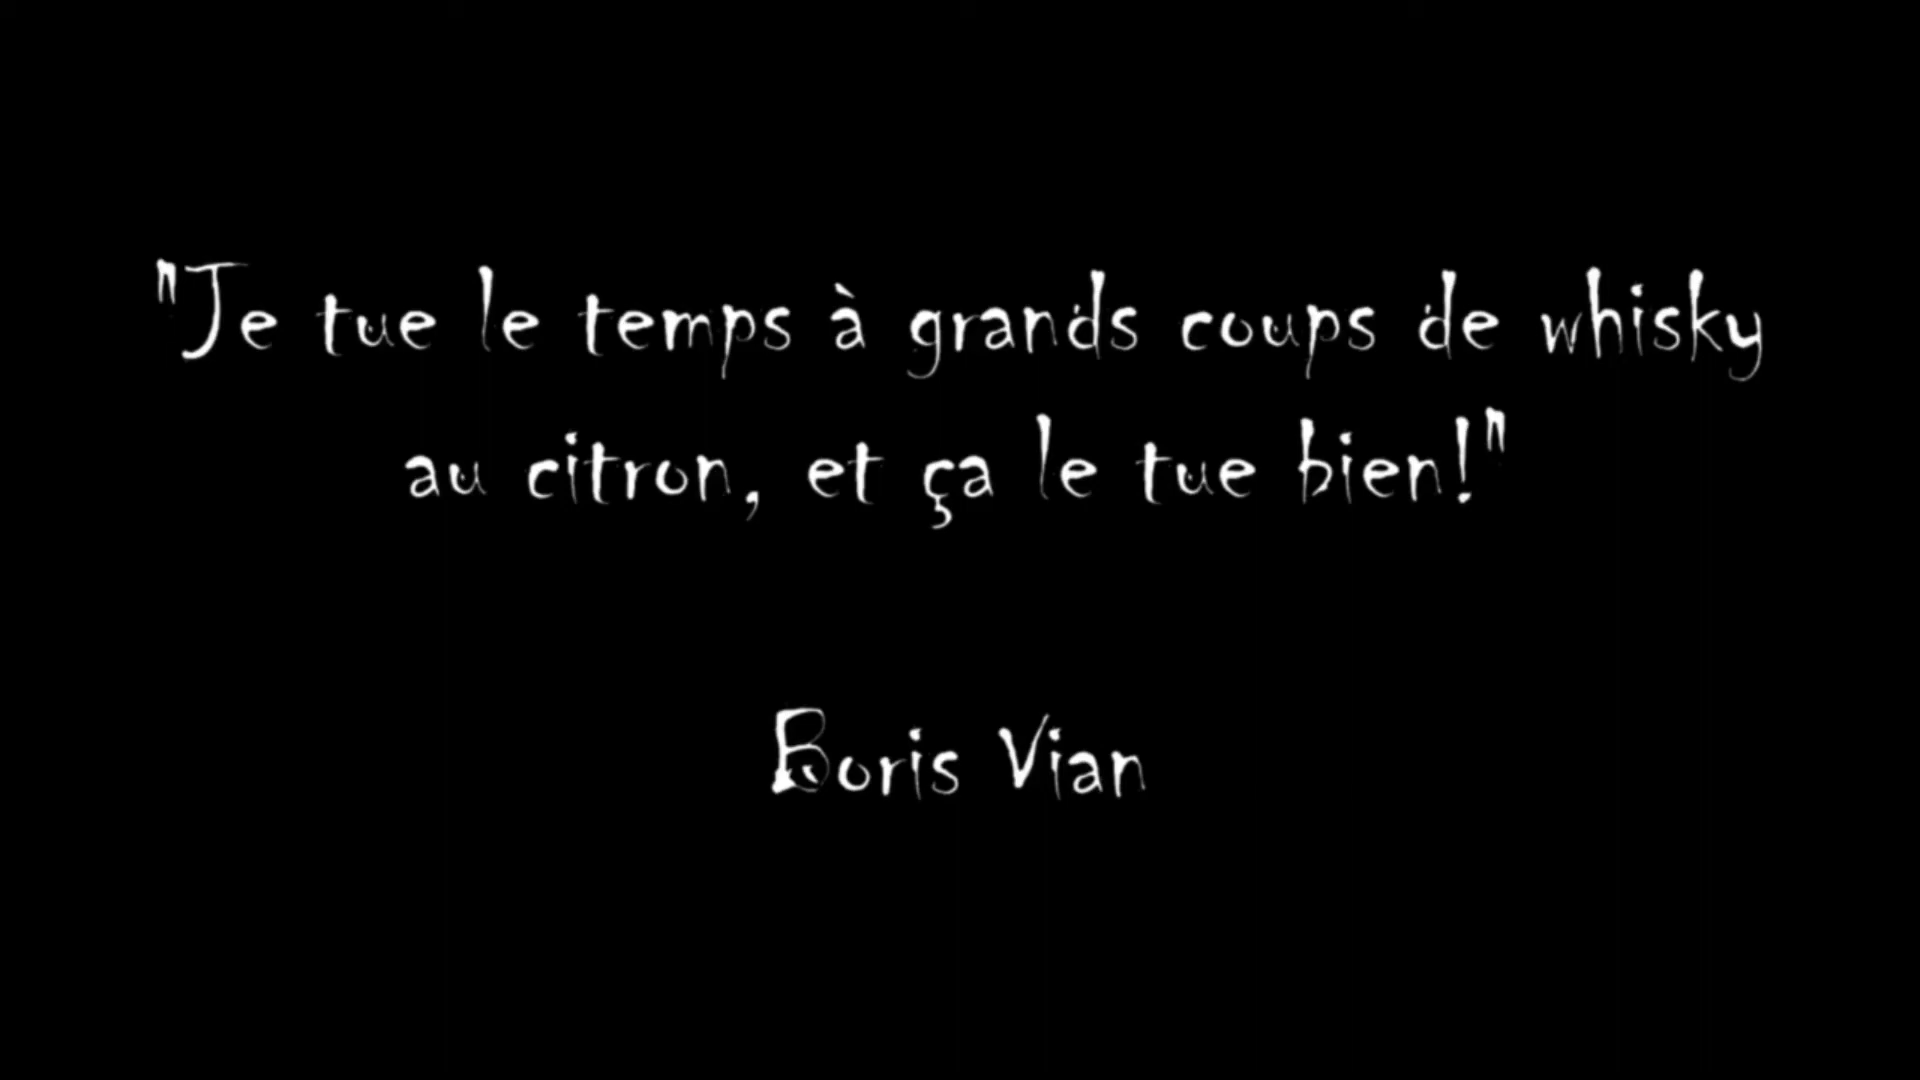 "Je tue le temps à grands coups de whisky
au citron, et ça le tue bien!"
Boris Vian